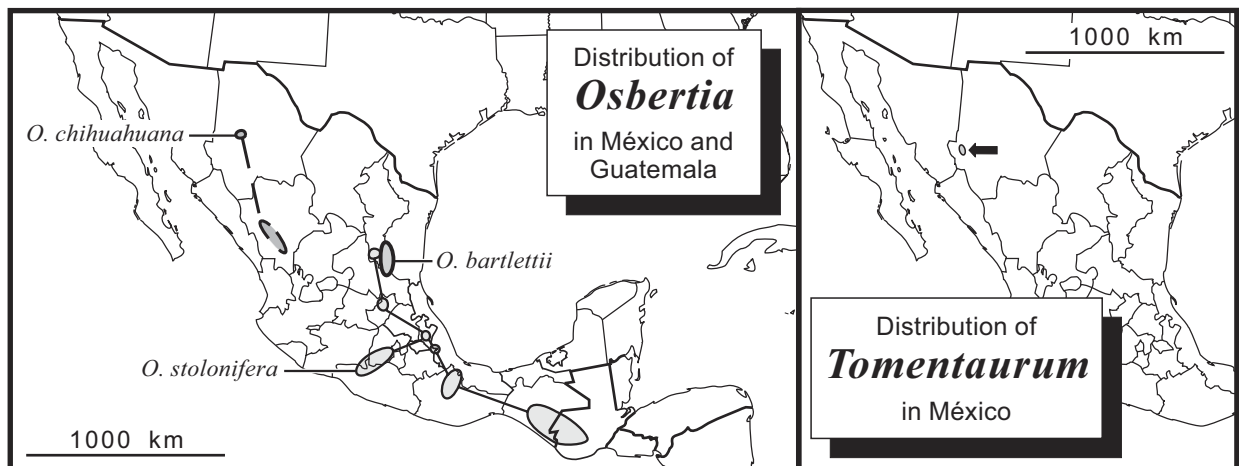 Distribution of
Osbertia
in México and
Guatemala
O. chihuahuana
O. bartlettii
O. stolonifera
1000 km
1000 km
Distribution of
Tomentaurum
in México